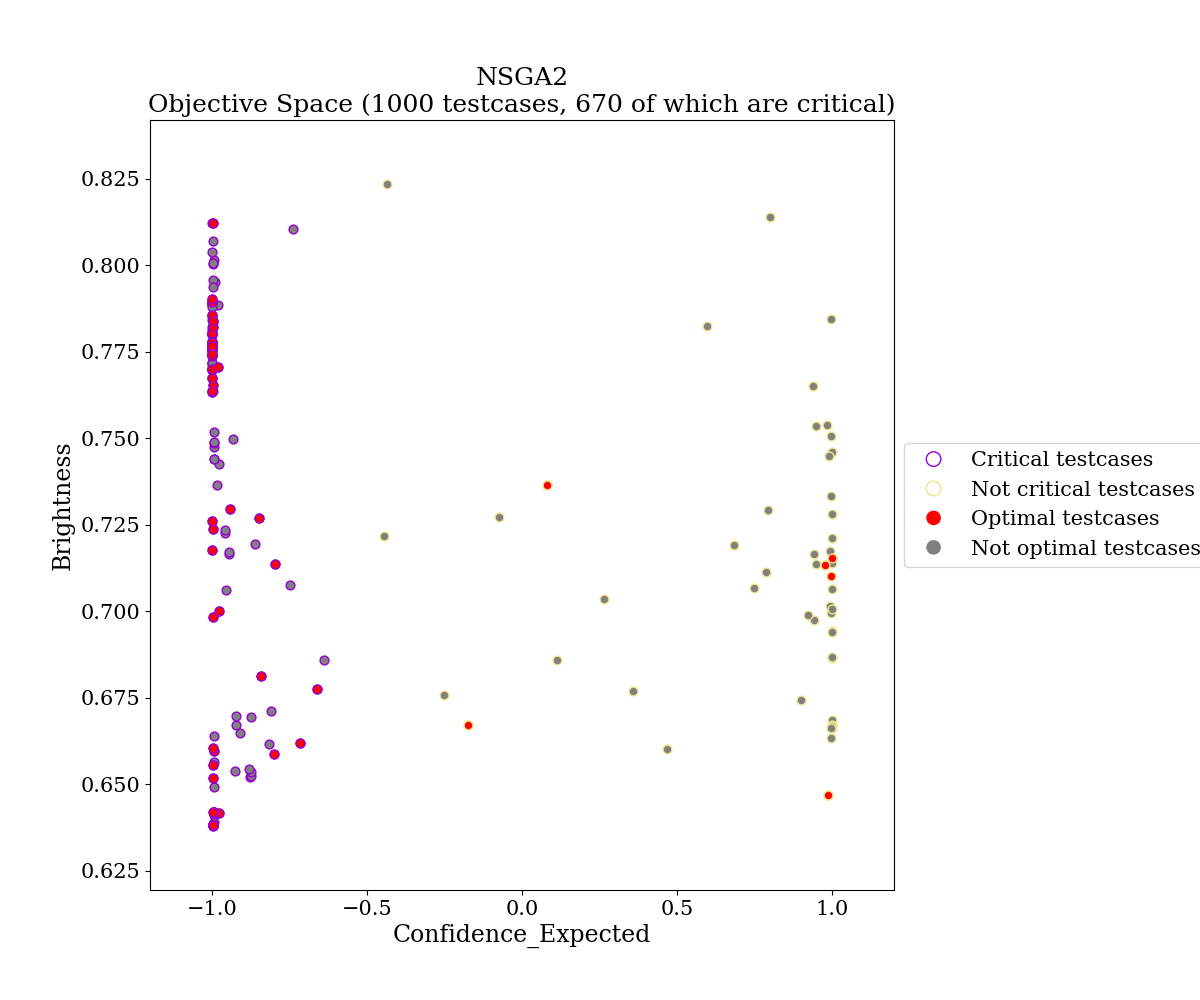 NSGA2
Objective Space (1000 testcases, 670 of which are critical)
0.825
0.800
0.775
0.750
0.725
0.700
0.675
0.650
0.625
Brightness
−1.0
−0.5
0.0
0.5
1.0
Confidence_Expected
Critical testcases
Not critical testcases
Optimal testcases
Not optimal testcases